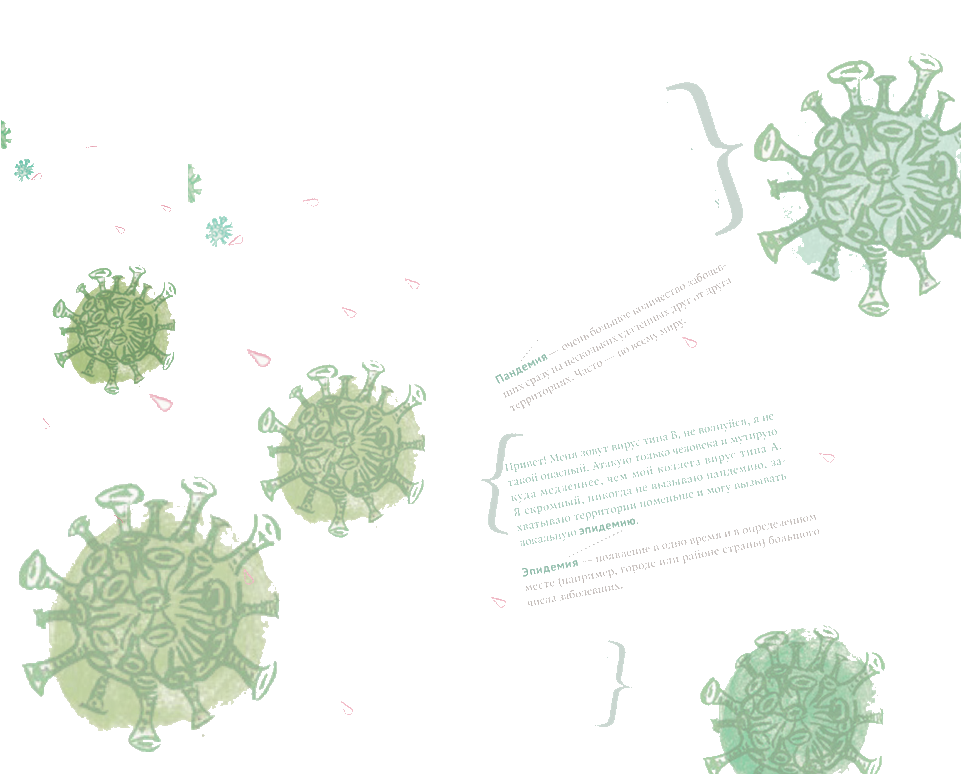 Пандемия — очень большое количество заболев-
ших сразу на нескольких удаленных друг от друга
территориях. Часто — по всему миру.
Привет! Меня зовут вирус типа B, не волнуйся, я не
такой опасный. Атакую только человека и мутирую
куда медленнее, чем мой коллега вирус типа A.
Я скромный, никогда не вызываю пандемию, за-
хватываю территории поменьше и могу вызывать
локальную эпидемию.
Эпидемия — появление в одно время и в определенном
месте (например, городе или районе страны) большого
числа заболевших.